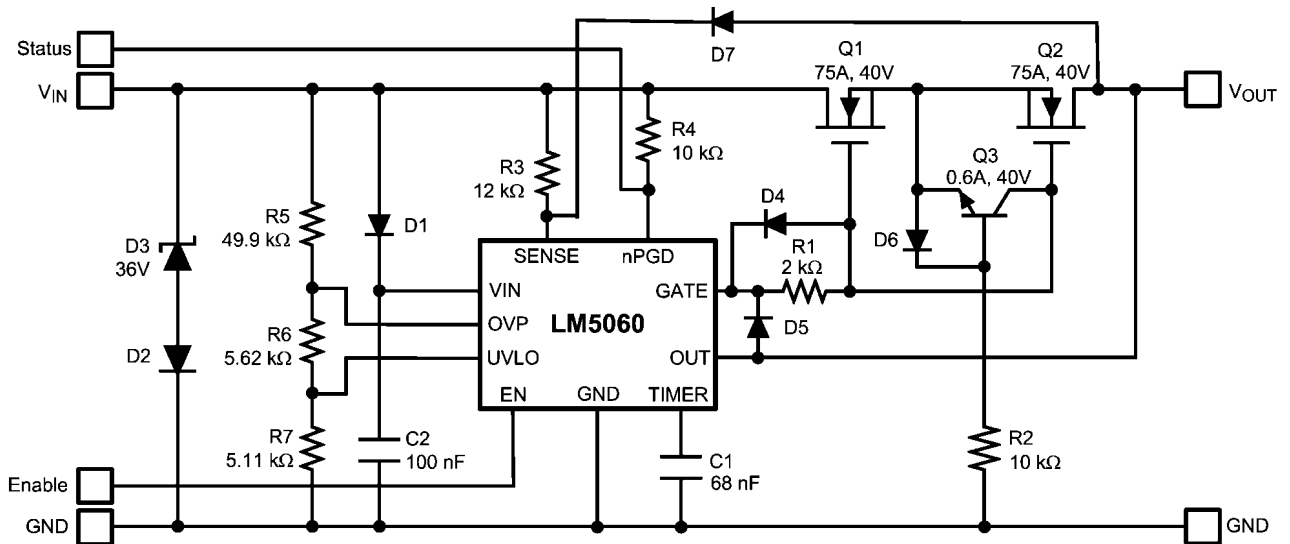 Status
D7
Q1
75A, 40V
Q2
75A, 40V
VIN
VOUT
R3
12 kΩ
R4
10 kΩ
Q3
0.6A, 40V
D4
R5
49.9 kΩ
D1
D6
D3
36V
R1
2 kΩ
SENSE
nPGD
VIN
GATE
LM5060
OVP
D5
R6
5.62 kΩ
D2
UVLO
OUT
EN
GND
TIMER
R7
5.11 kΩ
C2
100 nF
C1
68 nF
R2
10 kΩ
Enable
GND
GND